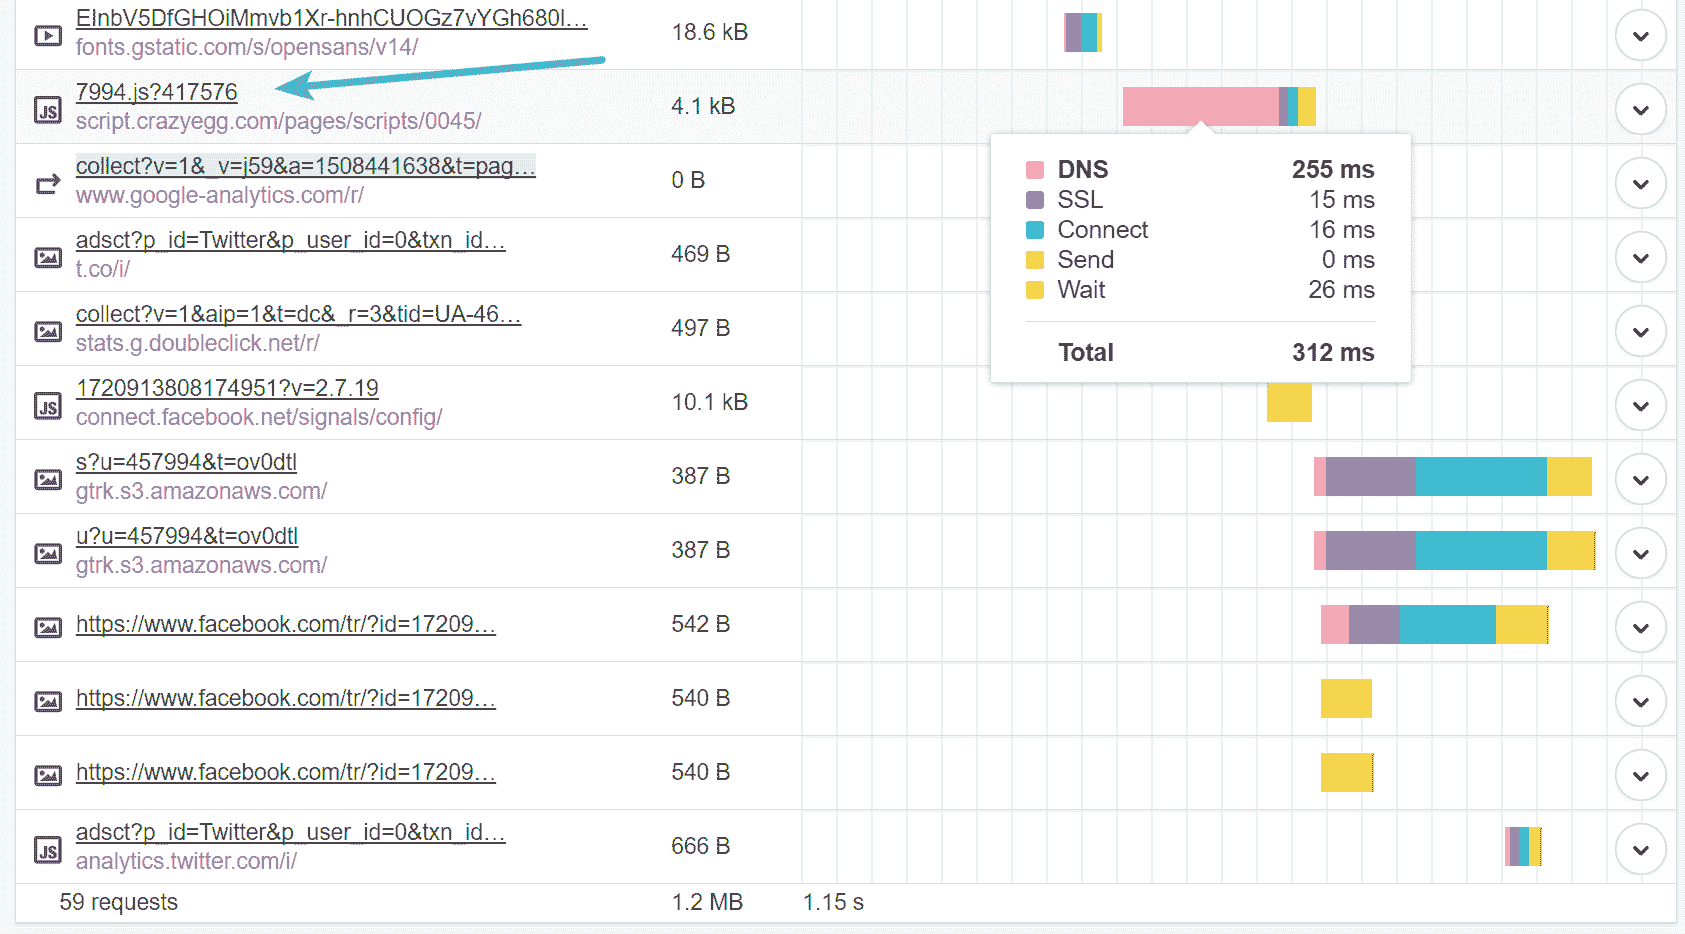 EInbV5DfGHOiMmvb1Xr-hnhCUOGz7vYGh680l…
fonts.gstatic.com/s/opensans/v14/
18.6 kB
7994.js?417576
script.crazyegg.com/pages/scripts/0045/
4.1 kB
collect?v=1&_v=j59&a=1508441638&t=pag…
www.google-analytics.com/r/
0 B
adsct?p_id=Twitter&p_user_id=0&txn_id…
t.co/i/
469 B
collect?v=1&aip=1&t=dc&_r=3&tid=UA-46…
stats.g.doubleclick.net/r/
497 B
1720913808174951?v=2.7.19
connect.facebook.net/signals/config/
10.1 kB
s?u=457994&t=ov0dtl
gtrk.s3.amazonaws.com/
387 B
u?u=457994&t=ov0dtl
gtrk.s3.amazonaws.com/
387 B
https://www.facebook.com/tr/?id=17209…
542 B
https://www.facebook.com/tr/?id=17209…
540 B
https://www.facebook.com/tr/?id=17209…
540 B
adsct?p_id=Twitter&p_user_id=0&txn_id…
analytics.twitter.com/i/
666 B
59 requests 1.2 MB 1.15 s
DNS 255 ms
SSL 15 ms
Connect 16 ms
Send 0 ms
Wait 26 ms
Total 312 ms
JS
JS
JS